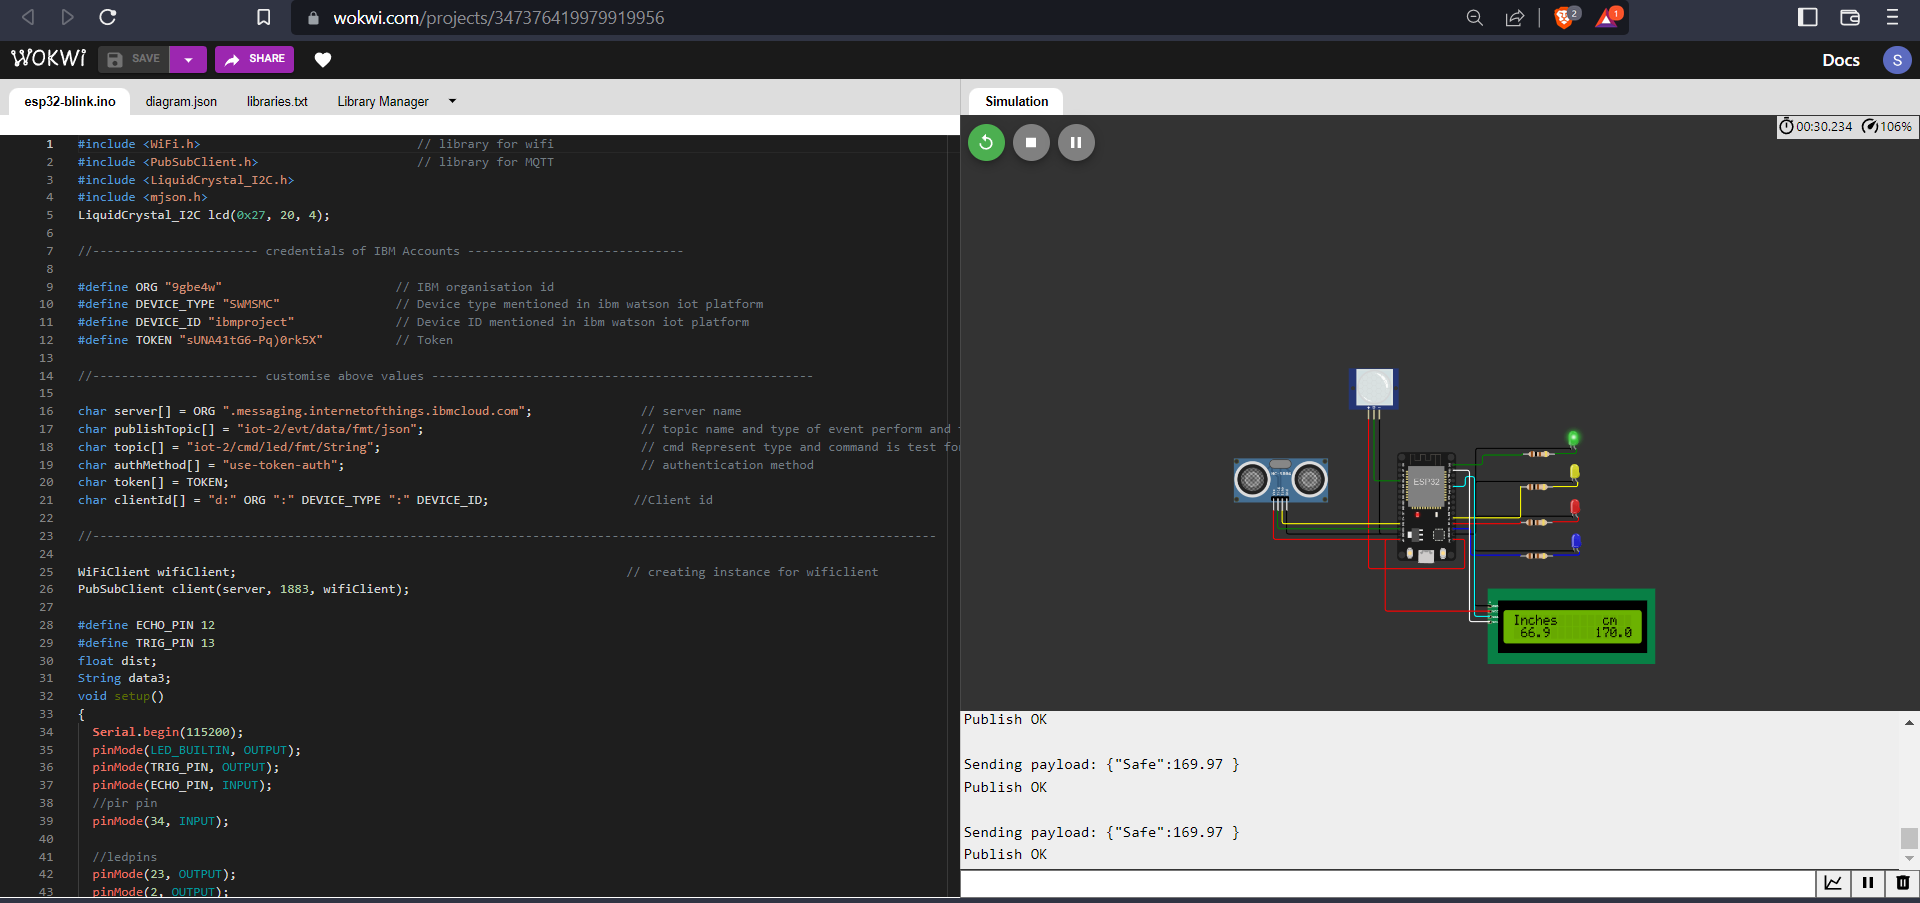 wokwi.com/projects/347376419979919956
2
1
WOKWI
SAVE
SHARE
Docs
S
esp32-blink.ino
diagram.json
libraries.txt
Library Manager
1 #include <WiFi.h> // library for wifi
2 #include <PubSubClient.h> // library for MQTT
3 #include <LiquidCrystal_I2C.h>
4 #include <mjson.h>
5 LiquidCrystal_I2C lcd(0x27, 20, 4);
6
7 //----------------------- credentials of IBM Accounts ------------------------------
8
9 #define ORG "9gbe4w" // IBM organisation id
10 #define DEVICE_TYPE "SWMSMC" // Device type mentioned in ibm watson iot platform
11 #define DEVICE_ID "ibmproject" // Device ID mentioned in ibm watson iot platform
12 #define TOKEN "sUNA41tG6-Pq)0rk5X" // Token
13
14 //----------------------- customise above values -----------------------------------------------------
15
16 char server[] = ORG ".messaging.internetofthings.ibmcloud.com"; // server name
17 char publishTopic[] = "iot-2/evt/data/fmt/json"; // topic name and type of event perform and
18 char topic[] = "iot-2/cmd/led/fmt/String"; // cmd Represent type and command is test fo
19 char authMethod[] = "use-token-auth"; // authentication method
20 char token[] = TOKEN;
21 char clientId[] = "d:" ORG ":" DEVICE_TYPE ":" DEVICE_ID; //Client id
22
23 //---------------------------------------------------------------------------------------------------------------------
24
25 WiFiClient wifiClient; // creating instance for wificlient
26 PubSubClient client(server, 1883, wifiClient);
27
28 #define ECHO_PIN 12
29 #define TRIG_PIN 13
30 float dist;
31 String data3;
32 void setup()
33 {
34 Serial.begin(115200);
35 pinMode(LED_BUILTIN, OUTPUT);
36 pinMode(TRIG_PIN, OUTPUT);
37 pinMode(ECHO_PIN, INPUT);
38 //pir pin
39 pinMode(34, INPUT);
40
41 //ledpins
42 pinMode(23, OUTPUT);
43 pinMode(2, OUTPUT);
Simulation
00:30.234 106%
ESP32
Inches cm
66.9 170.0
Publish OK
Sending payload: {"Safe":169.97 }
Publish OK
Sending payload: {"Safe":169.97 }
Publish OK